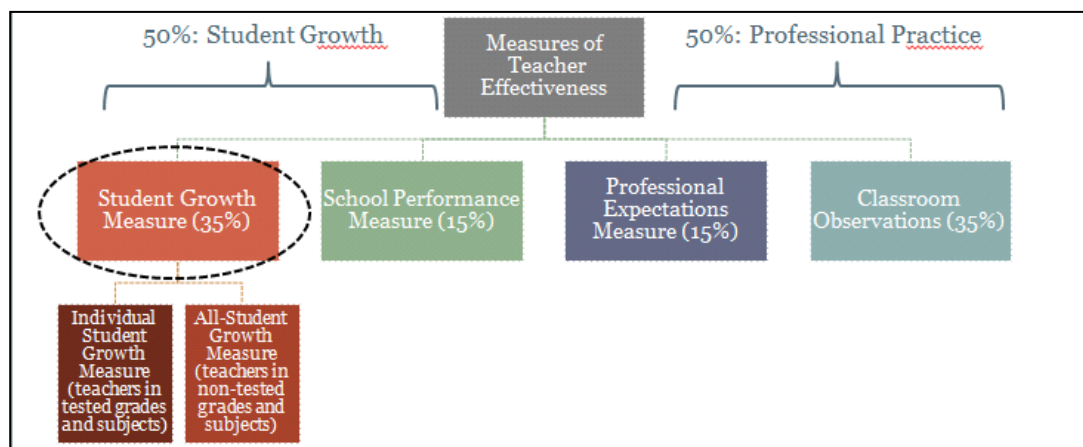 50%: Student Growth
Measures of
Teacher
Effectiveness
50%: Professional Practice
Student Growth
Measure (35%)
School Performance
Measure (15%)
Professional
Expectations
Measure (15%)
Classroom
Observations (35%)
Individual
Student
Growth
Measure
(teachers in
tested grades
and subjects)
All-Student
Growth
Measure
(teachers in
non-tested
grades and
subjects)